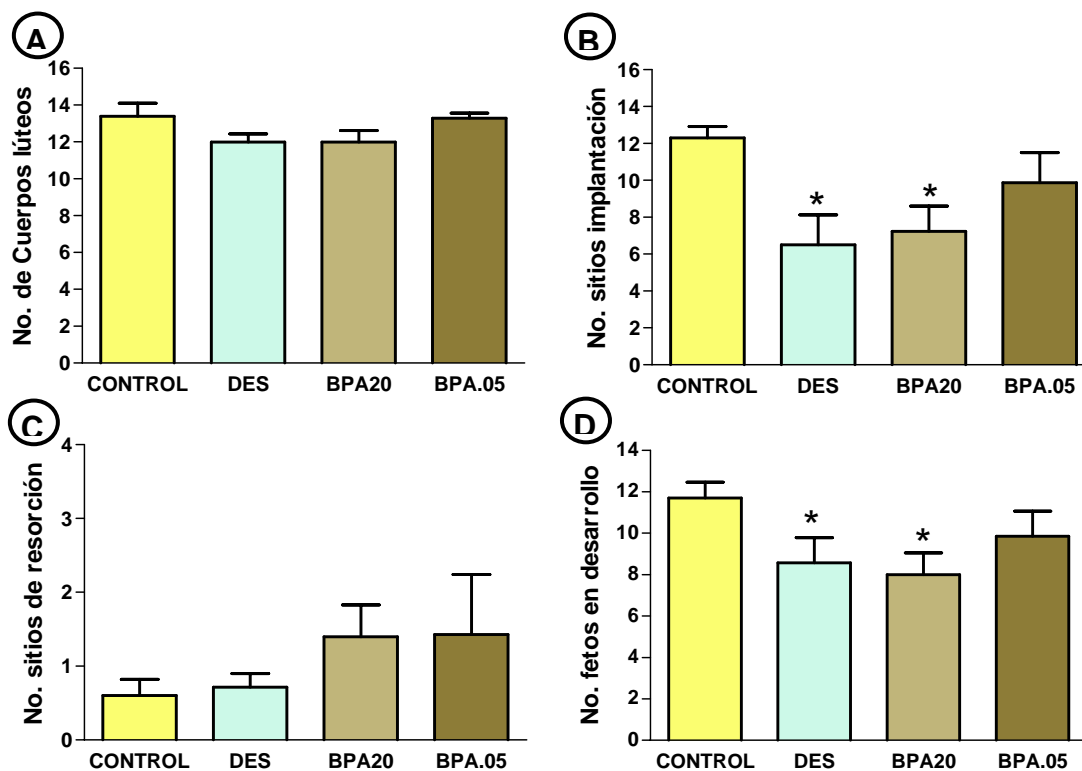 A
No. de Cuerpos lúteos
16
14
12
10
8
6
4
2
0
CONTROL DES BPA20 BPA.05
B
No. sitios implantación
16
14
12
10
8
6
4
2
0
* *
CONTROL DES BPA20 BPA.05
C
No. sitios de resorción
4
3
2
1
0
CONTROL DES BPA20 BPA.05
D
No. fetos en desarrollo
14
12
10
8
6
4
2
0
* *
CONTROL DES BPA20 BPA.05